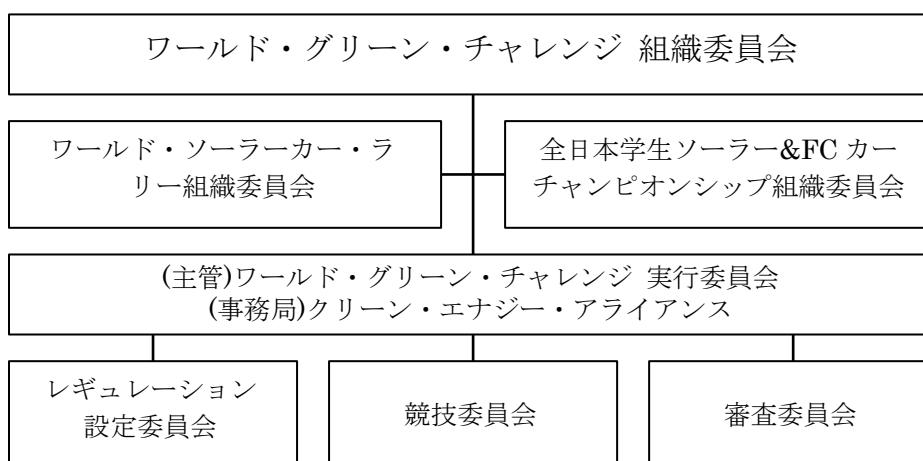 ワールド・グリーン・チャレンジ 組織委員会
ワールド・ソーラーカー・ラ
リー組織委員会
全日本学生ソーラー&FC カー
チャンピオンシップ組織委員会
(主管)ワールド・グリーン・チャレンジ 実行委員会
(事務局)クリーン・エナジー・アライアンス
レギュレーション
設定委員会
競技委員会
審査委員会